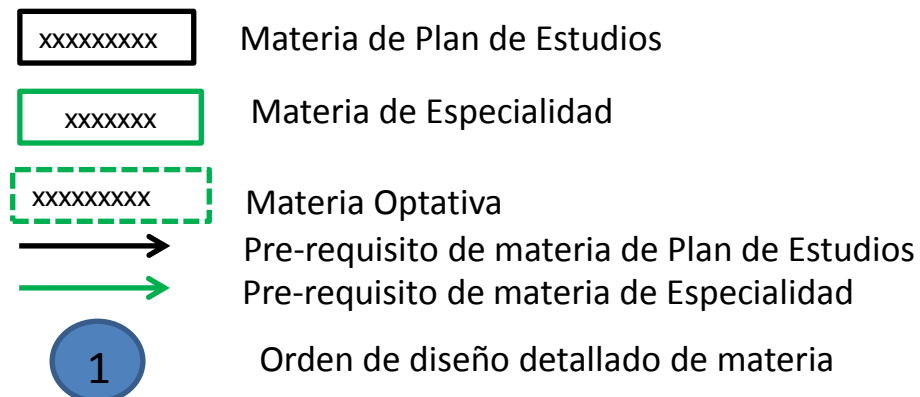 xxxxxxxxx Materia de Plan de Estudios
xxxxxxx Materia de Especialidad
xxxxxxxxx Materia Optativa
Pre-requisito de materia de Plan de Estudios
Pre-requisito de materia de Especialidad
1 Orden de diseño detallado de materia